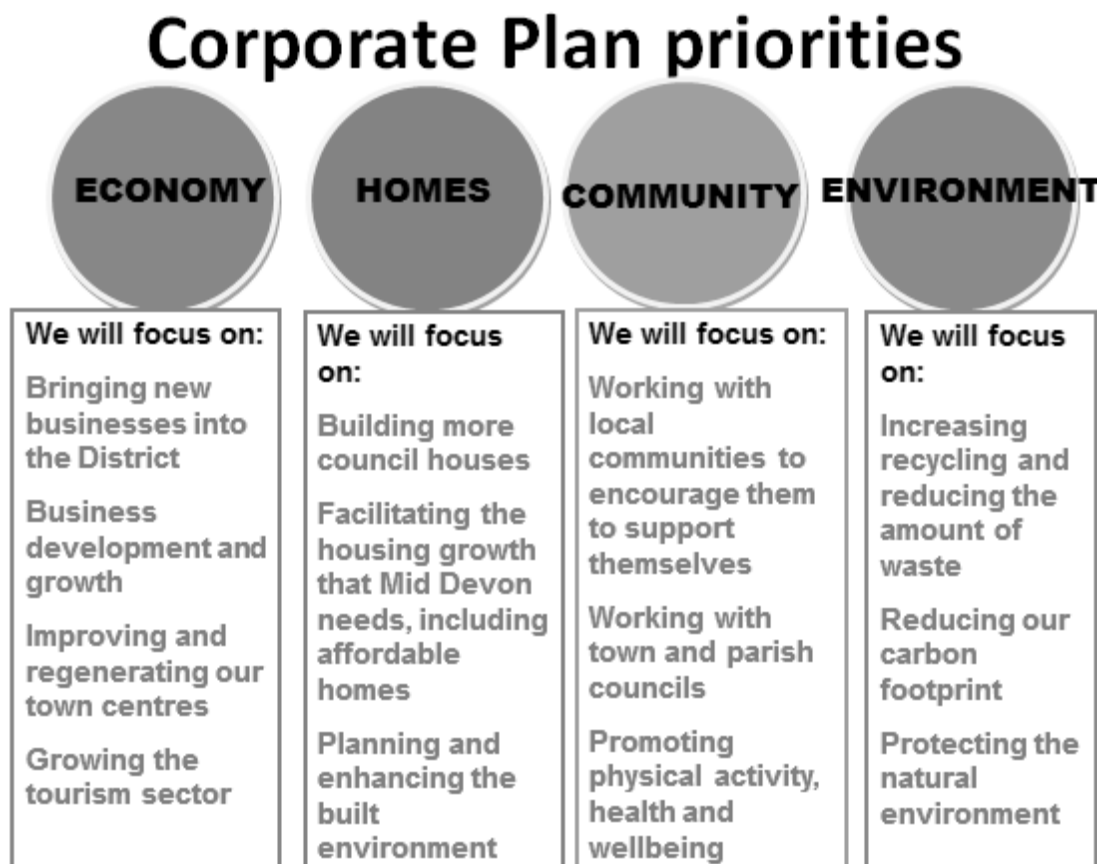 Corporate Plan priorities
ECONOMY
HOMES
COMMUNITY
ENVIRONMENT
We will focus on:
Bringing new
businesses into
the District
Business
development and
growth
Improving and
regenerating our
town centres
Growing the
tourism sector
We will focus
on:
Building more
council houses
Facilitating the
housing growth
that Mid Devon
needs, including
affordable
homes
Planning and
enhancing the
built
environment
We will focus on:
Working with
local
communities to
encourage them
to support
themselves
Working with
town and parish
councils
Promoting
physical activity,
health and
wellbeing
We will focus
on:
Increasing
recycling and
reducing the
amount of
waste
Reducing our
carbon
footprint
Protecting the
natural
environment